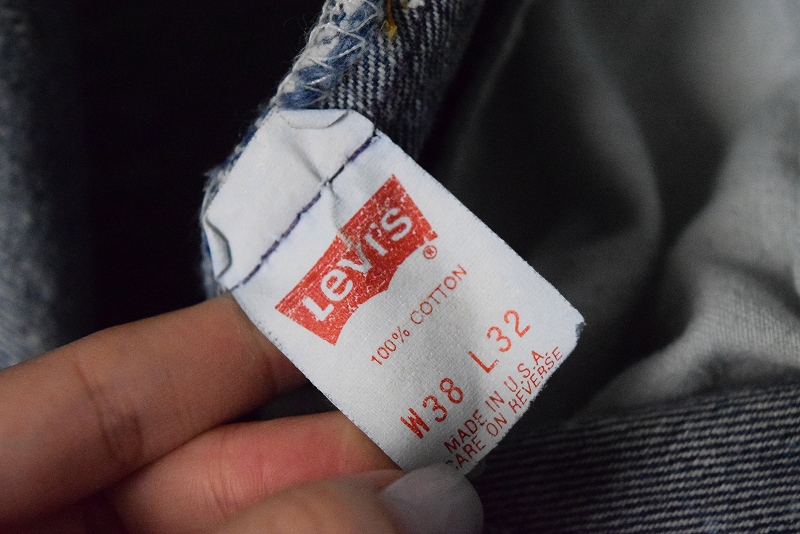 Levi's®
100% COTTON
W38 L32
MADE IN U.S.A.
CARE ON REVERSE